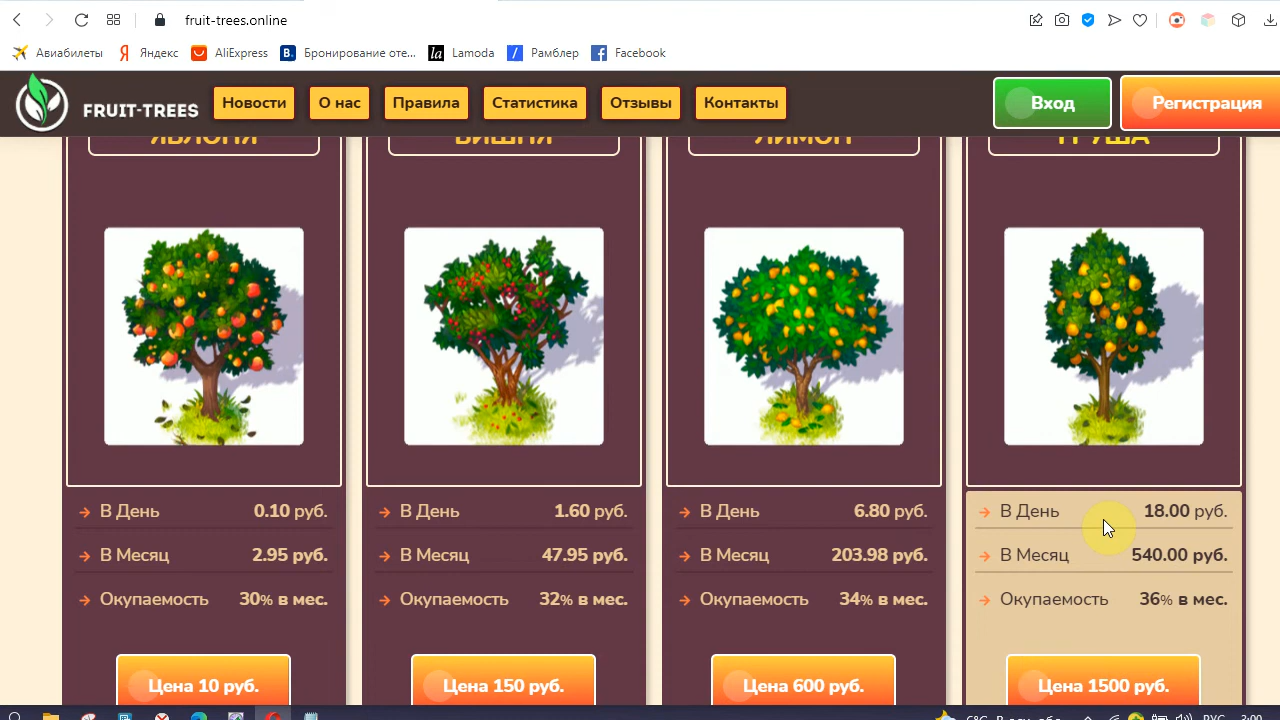 fruit-trees.online
Авиабилеты Яндекс AliExpress Бронирование оте... Lamoda Рамблер Facebook
FRUIT-TREES Новости О нас Правила Статистика Отзывы Контакты Вход Регистрация
ЯБЛОНЯ ВИШНЯ ЛИМОН ГРУША
В День 0.10 руб. В День 1.60 руб. В День 6.80 руб. В День 18.00 руб.
В Месяц 2.95 руб. В Месяц 47.95 руб. В Месяц 203.98 руб. В Месяц 540.00 руб.
Окупаемость 30% в мес. Окупаемость 32% в мес. Окупаемость 34% в мес. Окупаемость 36% в мес.
Цена 10 руб. Цена 150 руб. Цена 600 руб. Цена 1500 руб.